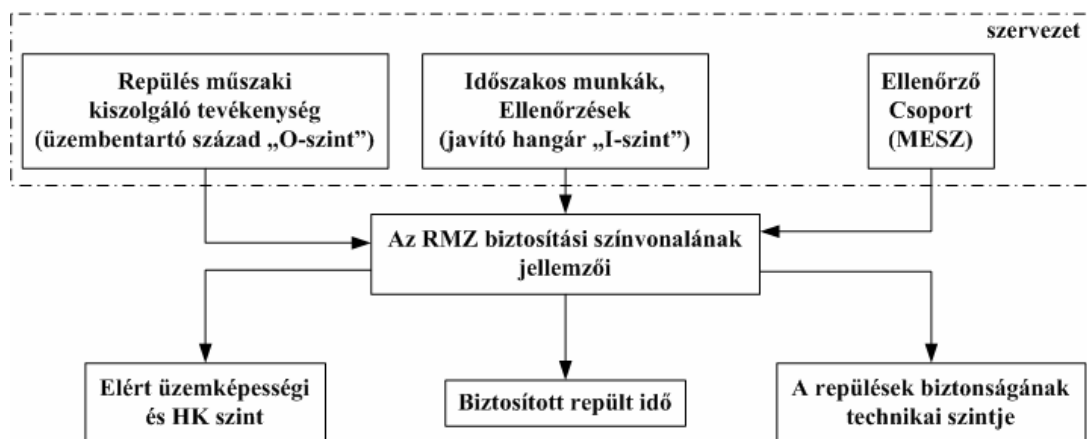 szervezet
Repülés műszaki
kiszolgáló tevékenység
(üzembentartó század „O-szint”)
Időszakos munkák,
Ellenőrzések
(javító hangár „I-szint”)
Ellenőrző
Csoport
(MESZ)
Az RMZ biztosítási színvonalának
jellemzői
Elért üzemképességi
és HK szint
Biztosított repült idő
A repülések biztonságának
technikai szintje